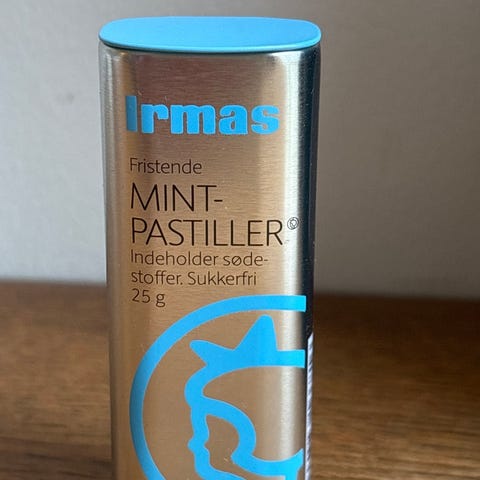 Irmas
Fristende
MINT-
PASTILLER©
Indeholder søde-
stoffer. Sukkerfri
25 g